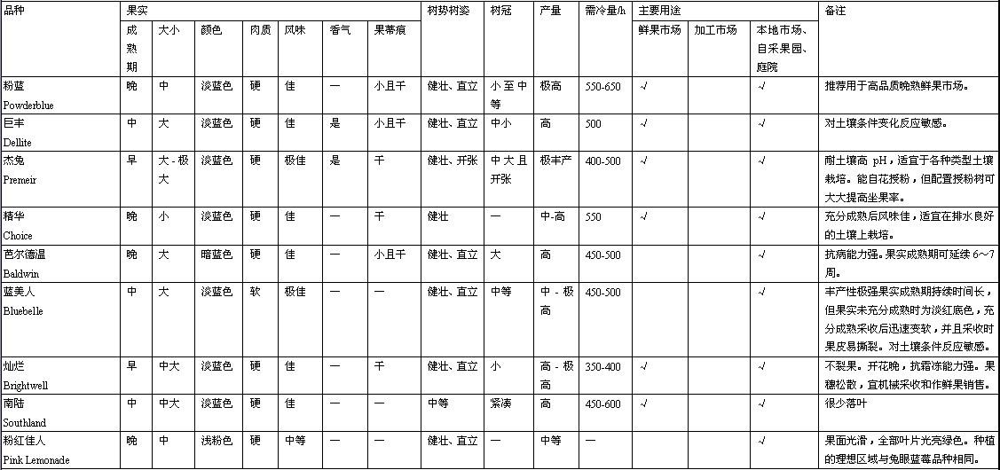 品种 果实 树势树姿 树冠 产量 需冷量/h 主要用途 备注
成熟期 大小 颜色 肉质 风味 香气 果蒂痕 鲜果市场 加工市场 本地市场、自采果园、庭院
粉蓝 晚 中 淡蓝色 硬 佳 — 小且干 健壮、直立 小至中等 极高 550-650 √ √ 推荐用于高品质晚熟鲜果市场。
Powderblue
巨丰 中 大 淡蓝色 硬 佳 是 小且干 健壮、直立 中小 高 500 √ √ 对土壤条件变化反应敏感。
Dellite
杰兔 早 大-极大 淡蓝色 硬 极佳 是 干 健壮、开张 中大且开张 极丰产 400-500 √ √ 耐土壤高 pH，适宜于各种类型土壤
Premeir 栽培。能自花授粉，但配置授粉树可
大大提高坐果率。
精华 晚 小 淡蓝色 硬 佳 — 干 健壮 — 中-高 550 √ √ 充分成熟后风味佳，适宜在排水良好
Choice 的土壤上栽培。
芭尔德温 晚 大 暗蓝色 硬 佳 — 小且干 健壮、直立 大 高 450-500 √ 抗病能力强。果实成熟期可延续6～7
Baldwin 周。
蓝美人 中 大 淡蓝色 软 极佳 — — 健壮、直立 中等 中-极高 450-500 √ 丰产性极强果实成熟期持续时间长，
Bluebelle 但果实未充分成熟时为淡红底色，充
分成熟采收后迅速变软，并且采收时
果皮易撕裂。对土壤条件反应敏感。
灿烂 早 中大 淡蓝色 硬 佳 — 干 健壮、直立 小 高-极高 350-400 √ √ 不裂果。开花晚，抗霜冻能力强。果
Brightwell 穗松散，宜机械采收和作鲜果销售。
南陆 中 中大 淡蓝色 硬 佳 — — 中等 紧凑 高 450-600 √ √ 很少落叶
Southland
粉红佳人 晚 中 浅粉色 硬 中等 — — 健壮、直立 — 中等 — √ 果面光滑，全部叶片光亮绿色。种植
Pink Lemonade 的理想区域与兔眼蓝莓品种相同。